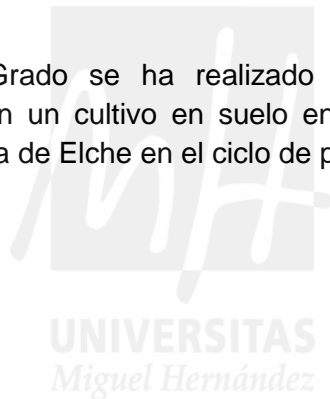 Grado se ha realizado
n un cultivo en suelo en
a de Elche en el ciclo de p
UNIVERSITAS
Miguel Hernández